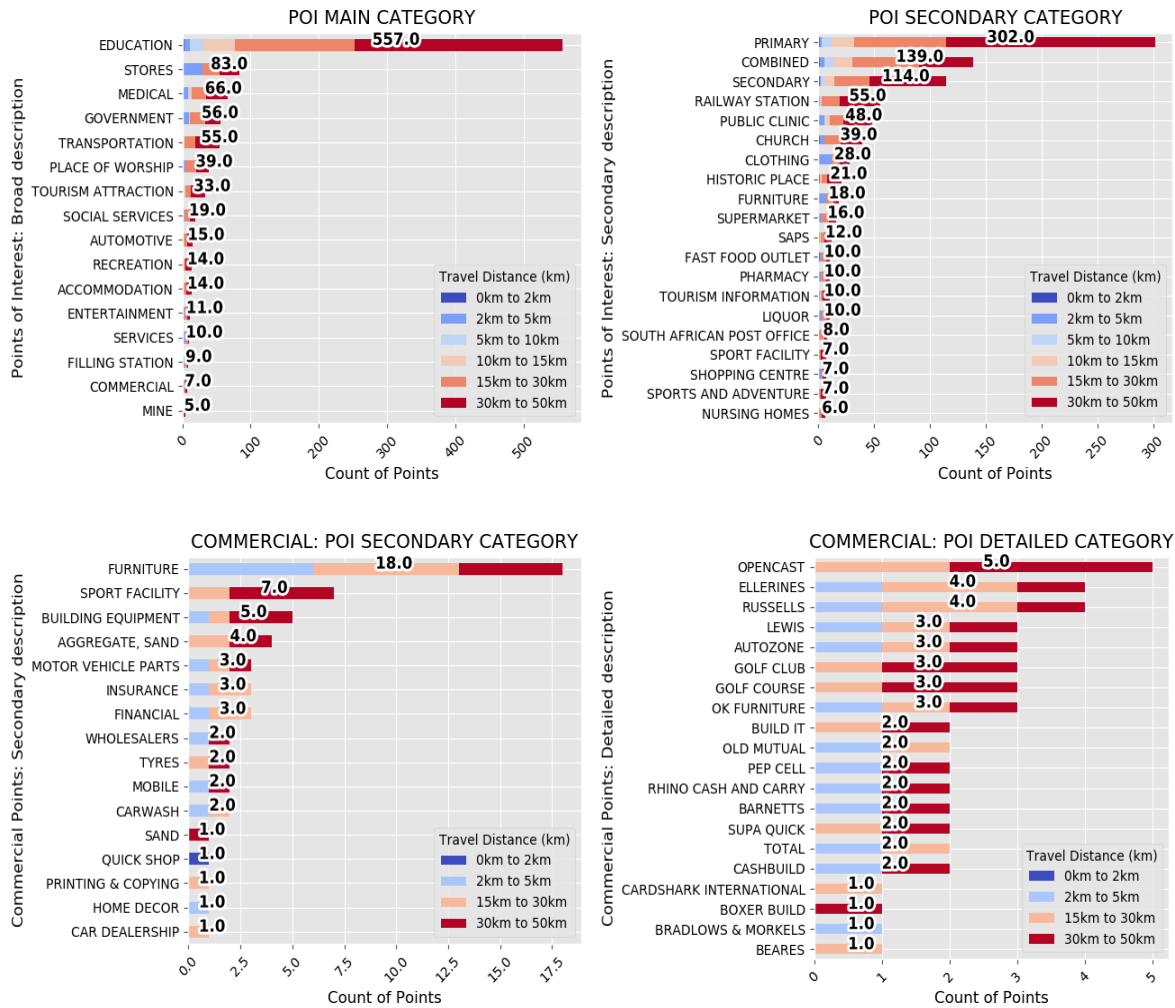 POI MAIN CATEGORY
Points of Interest: Broad description
EDUCATION 557.0
STORES 83.0
MEDICAL 66.0
GOVERNMENT 56.0
TRANSPORTATION 55.0
PLACE OF WORSHIP 39.0
TOURISM ATTRACTION 33.0
SOCIAL SERVICES 19.0
AUTOMOTIVE 15.0
RECREATION 14.0
ACCOMMODATION 14.0
ENTERTAINMENT 11.0
SERVICES 10.0
FILLING STATION 9.0
COMMERCIAL 7.0
MINE 5.0
Travel Distance (km)
0km to 2km
2km to 5km
5km to 10km
10km to 15km
15km to 30km
30km to 50km
0 100 200 300 400 500
Count of Points
POI SECONDARY CATEGORY
Points of Interest: Secondary description
PRIMARY 302.0
COMBINED 139.0
SECONDARY 114.0
RAILWAY STATION 55.0
PUBLIC CLINIC 48.0
CHURCH 39.0
CLOTHING 28.0
HISTORIC PLACE 21.0
FURNITURE 18.0
SUPERMARKET 16.0
SAPS 12.0
FAST FOOD OUTLET 10.0
PHARMACY 10.0
TOURISM INFORMATION 10.0
LIQUOR 10.0
SOUTH AFRICAN POST OFFICE 8.0
SPORT FACILITY 7.0
SHOPPING CENTRE 7.0
SPORTS AND ADVENTURE 7.0
NURSING HOMES 6.0
Travel Distance (km)
0km to 2km
2km to 5km
5km to 10km
10km to 15km
15km to 30km
30km to 50km
0 50 100 150 200 250 300
Count of Points
COMMERCIAL: POI SECONDARY CATEGORY
Commercial Points: Secondary description
FURNITURE 18.0
SPORT FACILITY 7.0
BUILDING EQUIPMENT 5.0
AGGREGATE, SAND 4.0
MOTOR VEHICLE PARTS 3.0
INSURANCE 3.0
FINANCIAL 3.0
WHOLESALERS 2.0
TYRES 2.0
MOBILE 2.0
CARWASH 2.0
SAND 1.0
QUICK SHOP 1.0
PRINTING & COPYING 1.0
HOME DECOR 1.0
CAR DEALERSHIP 1.0
Travel Distance (km)
0km to 2km
2km to 5km
15km to 30km
30km to 50km
0.0 2.5 5.0 7.5 10.0 12.5 15.0 17.5
Count of Points
COMMERCIAL: POI DETAILED CATEGORY
Commercial Points: Detailed description
OPENCAST 5.0
ELLERINES 4.0
RUSSELLS 4.0
LEWIS 3.0
AUTOZONE 3.0
GOLF CLUB 3.0
GOLF COURSE 3.0
OK FURNITURE 3.0
BUILD IT 2.0
OLD MUTUAL 2.0
PEP CELL 2.0
RHINO CASH AND CARRY 2.0
BARNETTS 2.0
SUPA QUICK 2.0
TOTAL 2.0
CASHBUILD 2.0
CARDSHARK INTERNATIONAL 1.0
BOXER BUILD 1.0
BRADLOWS & MORKELS 1.0
BEARES 1.0
Travel Distance (km)
0km to 2km
2km to 5km
15km to 30km
30km to 50km
0 1 2 3 4 5
Count of Points